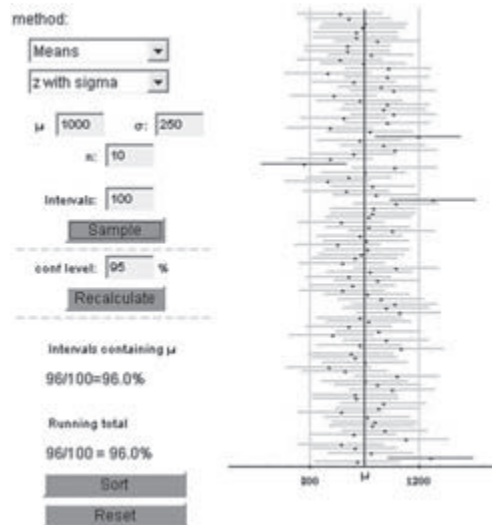 method:
Means
z with sigma
μ 1000 σ: 250
n: 10
Intervals: 100
Sample
conf level: 95 %
Recalculate
Intervals containing μ
96/100=96.0%
Running total
96/100 = 96.0%
Sort
Reset
800 μ 1200